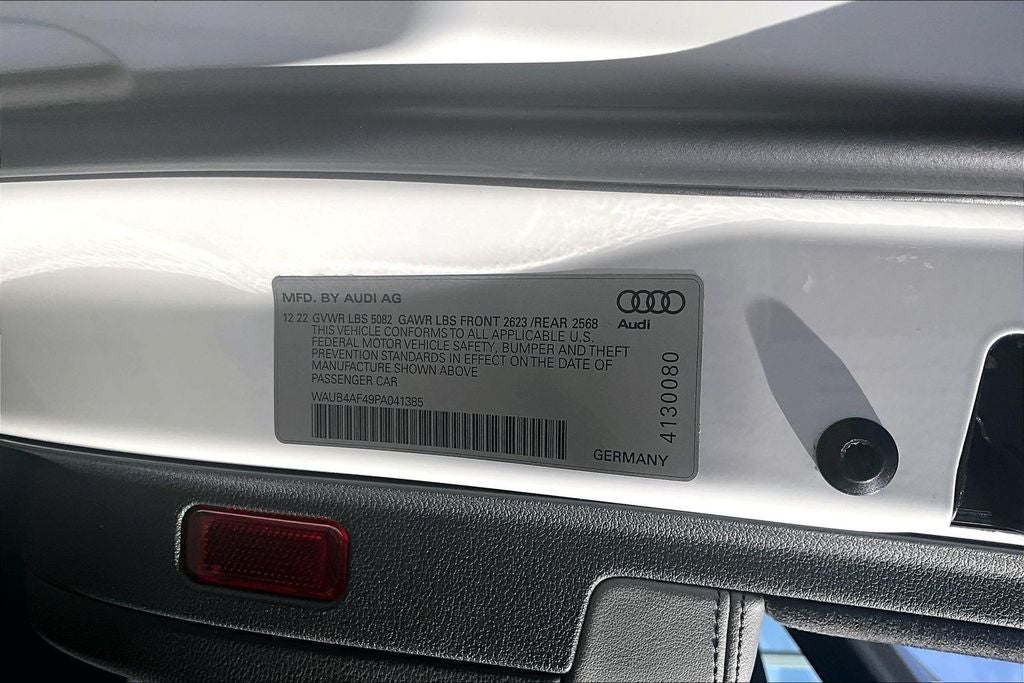 MFD. BY AUDI AG
Audi
12 22 GVWR LBS 5082 GAWR LBS FRONT 2623 /REAR 2568
THIS VEHICLE CONFORMS TO ALL APPLICABLE U.S.
FEDERAL MOTOR VEHICLE SAFETY, BUMPER AND THEFT
PREVENTION STANDARDS IN EFFECT ON THE DATE OF
MANUFACTURE SHOWN ABOVE
PASSENGER CAR
WAUB4AF49PA041385
4130080
GERMANY